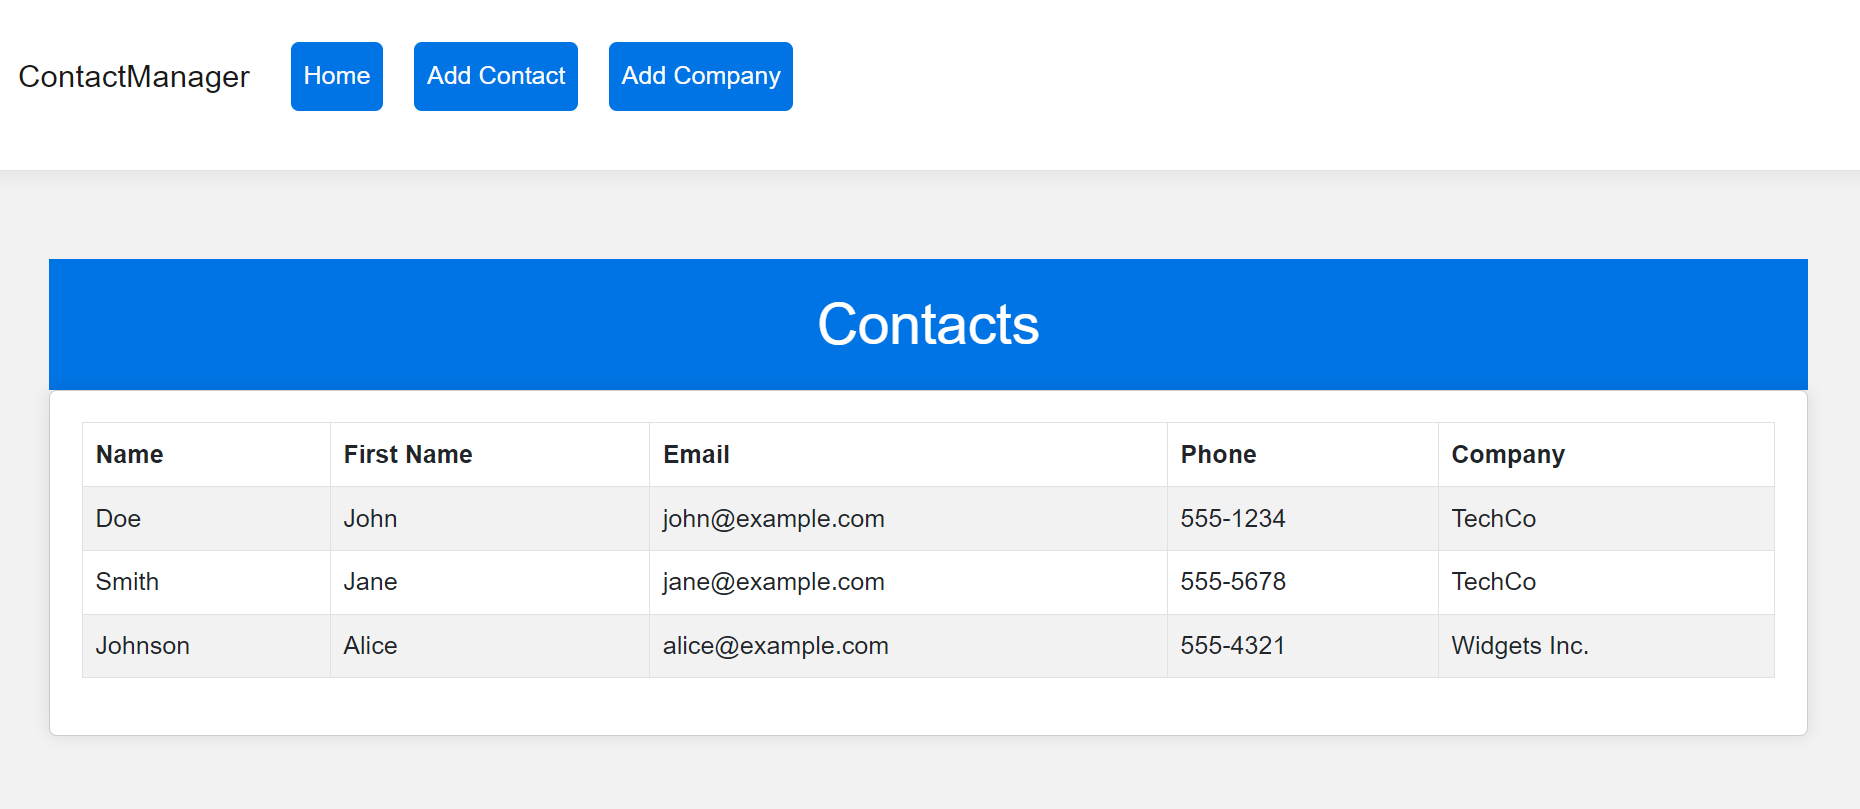 ContactManager Home Add Contact Add Company
Contacts
Name First Name Email Phone Company
Doe John john@example.com 555-1234 TechCo
Smith Jane jane@example.com 555-5678 TechCo
Johnson Alice alice@example.com 555-4321 Widgets Inc.